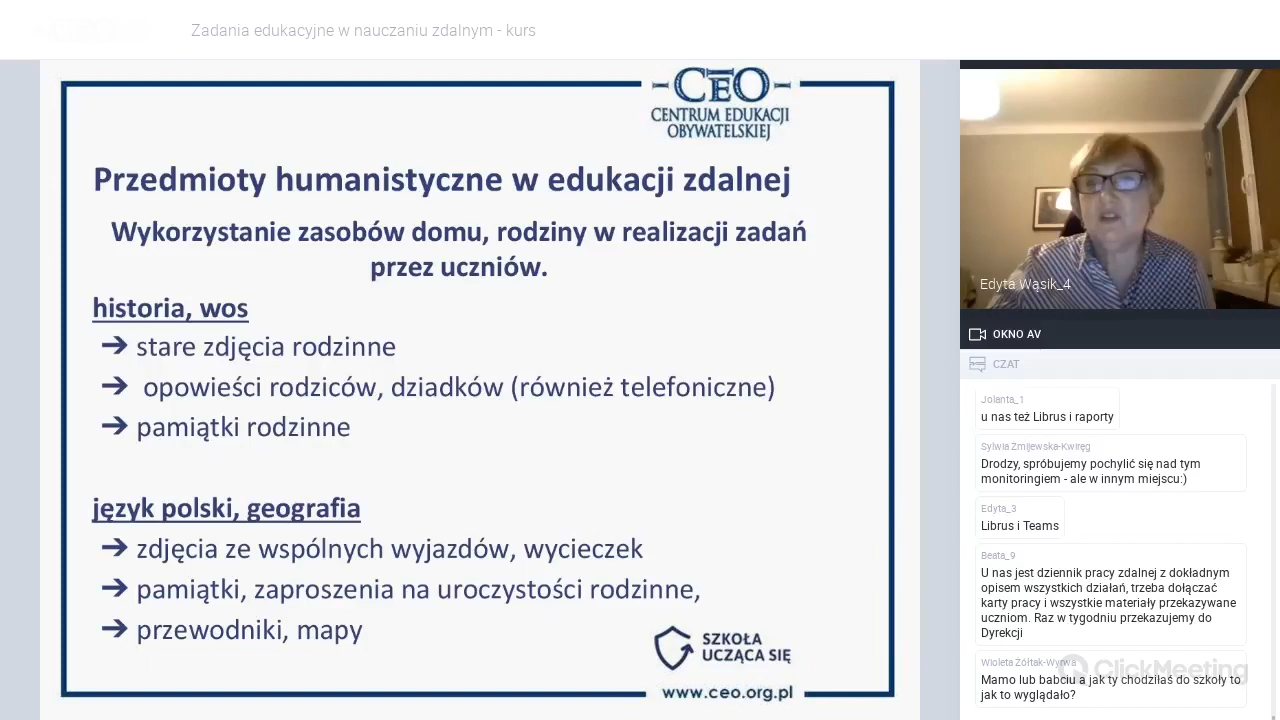 Zadania edukacyjne w nauczaniu zdalnym - kurs
CEO
CENTRUM EDUKACJI
OBYWATELSKIEJ
Przedmioty humanistyczne w edukacji zdalnej
Wykorzystanie zasobów domu, rodziny w realizacji zadań
przez uczniów.
historia, wos
➔ stare zdjęcia rodzinne
➔ opowieści rodziców, dziadków (również telefoniczne)
➔ pamiątki rodzinne
język polski, geografia
➔ zdjęcia ze wspólnych wyjazdów, wycieczek
➔ pamiątki, zaproszenia na uroczystości rodzinne,
➔ przewodniki, mapy
SZKOŁA
UCZĄCA SIĘ
www.ceo.org.pl
Edyta Wąsik_4
OKNO AV
CZAT
Jolanta_1
u nas też Librus i raporty
Sylwia Żmijewska-Kwiręg
Drodzy, spróbujemy pochylić się nad tym
monitoringiem - ale w innym miejscu:)
Edyta_3
Librus i Teams
Beata_9
U nas jest dziennik pracy zdalnej z dokładnym
opisem wszystkich działań, trzeba dołączać
karty pracy i wszystkie materiały przekazywane
uczniom. Raz w tygodniu przekazujemy do
Dyrekcji
Wioleta Żółtak-Wyrwa
Mamo lub babciu a jak ty chodziłaś do szkoły to
jak to wyglądało?
ClickMeeting